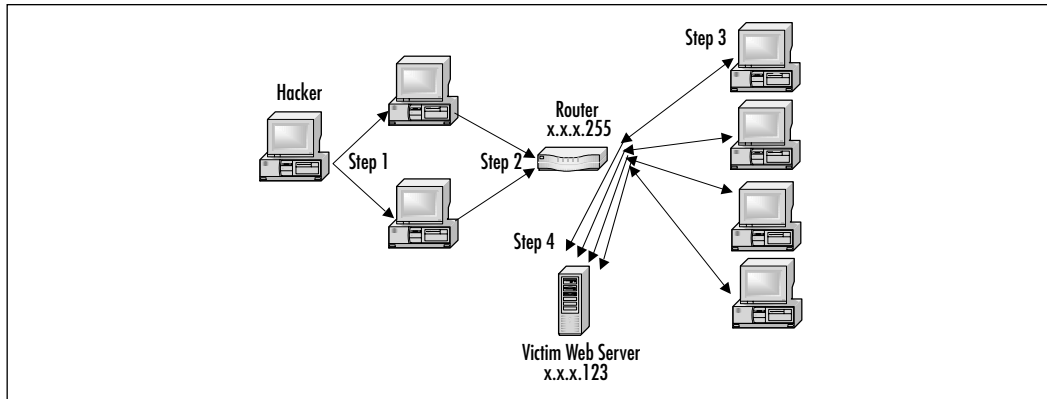 Hacker
Step 1
Step 2
Router
x.x.x.255
Step 3
Step 4
Victim Web Server
x.x.x.123